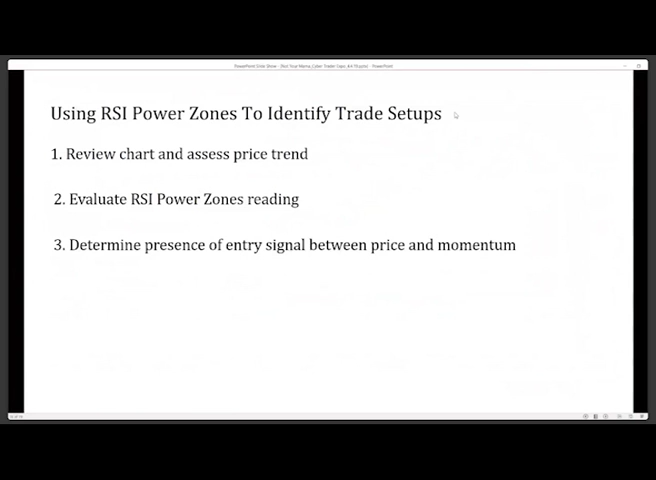 Using RSI Power Zones To Identify Trade Setups
1. Review chart and assess price trend
2. Evaluate RSI Power Zones reading
3. Determine presence of entry signal between price and momentum